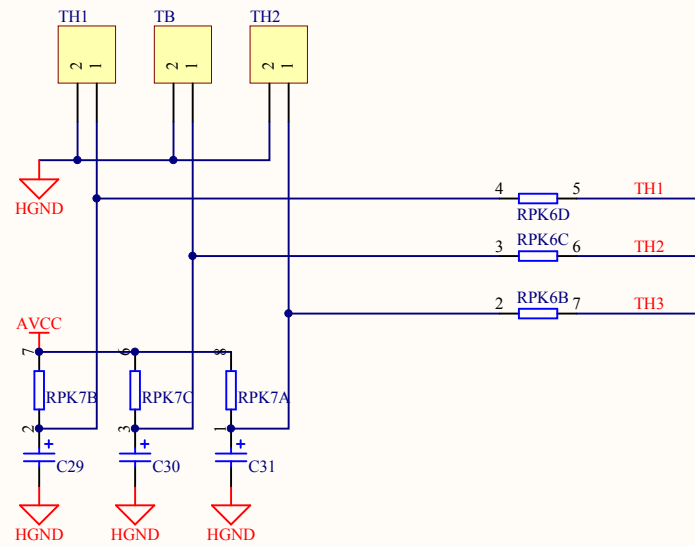 TH1 TB TH2
2 1 2 1 2 1
HGND
4 5 TH1
RPK6D
RPK6C
3 6 TH2
RPK6B
2 7 TH3
AVCC
7 6 8
RPK7B RPK7C RPK7A
2 3 1
+ + +
C29 C30 C31
HGND HGND HGND